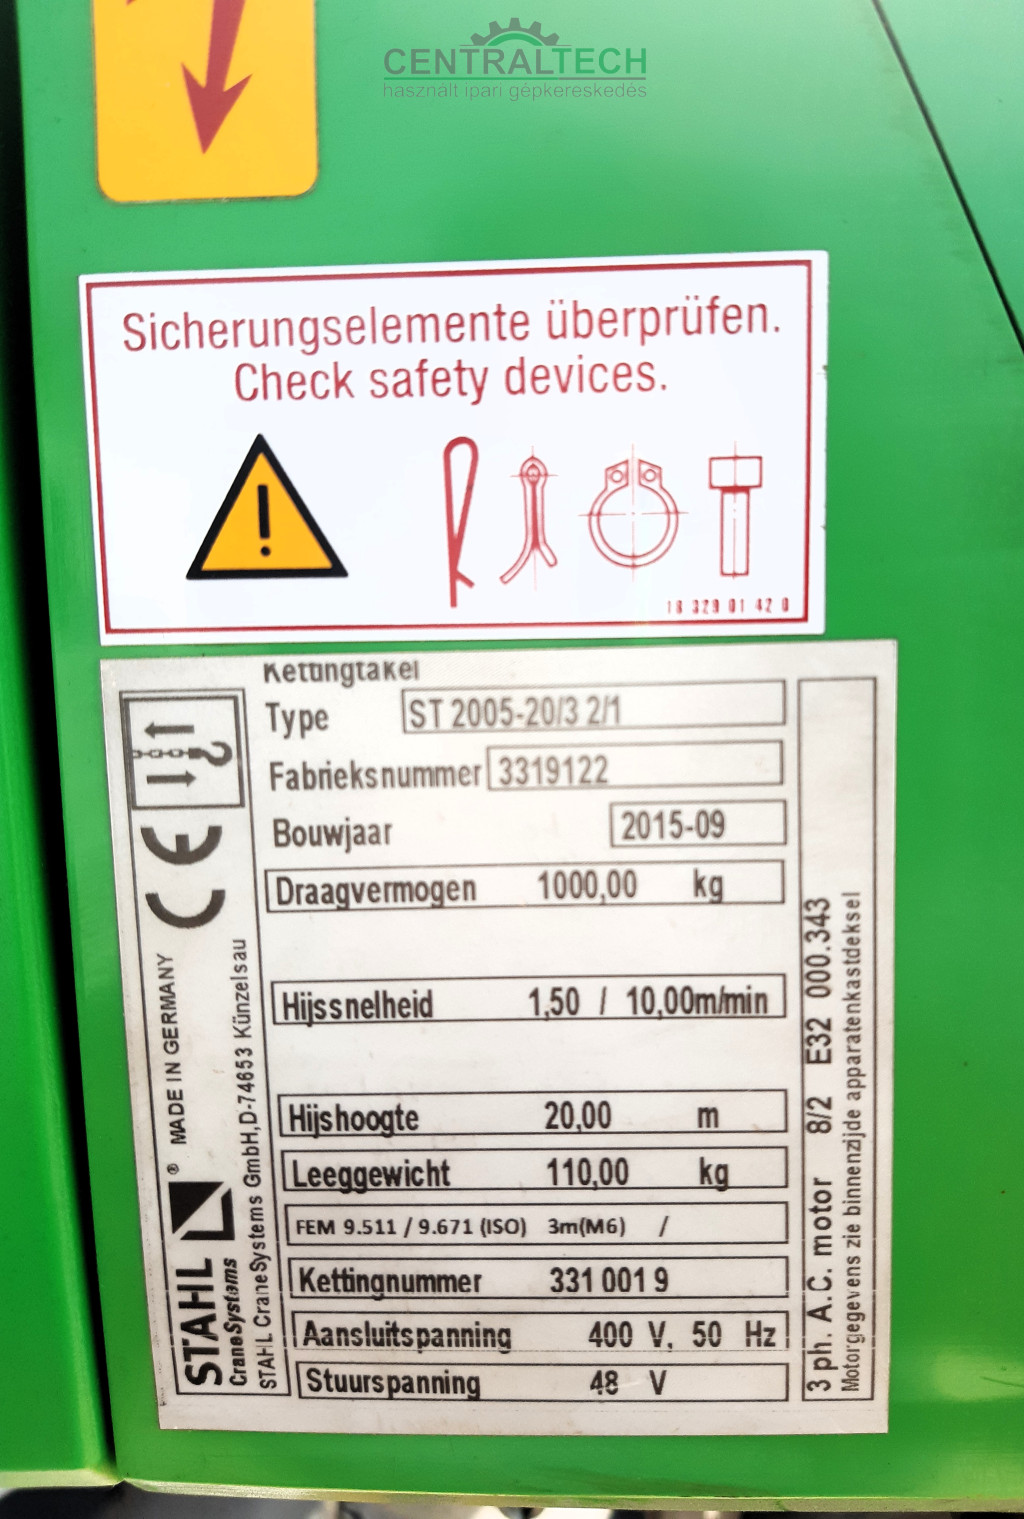 CENTRALTECH
használt ipari gépkereskedés
Sicherungselemente überprüfen.
Check safety devices.
18 329 01 42 0
Kettingtakel
Type ST 2005-20/3 2/1
Fabrieksnummer 3319122
Bouwjaar 2015-09
Draagvermogen 1000,00 kg
Hijssnelheid 1,50 / 10,00m/min
Hijshoogte 20,00 m
Leeggewicht 110,00 kg
FEM 9.511 / 9.671 (ISO) 3m(M6) /
Kettingnummer 331 001 9
Aansluitspanning 400 V, 50 Hz
Stuurspanning 48 V
CE
MADE IN GERMANY
STAHL ®
CraneSystems
STAHL CraneSystems GmbH, D-74653 Künzelsau
3 ph. A.C. motor 8/2 E32 000.343
Motorgegevens zie binnenzijde apparatenkastdeksel